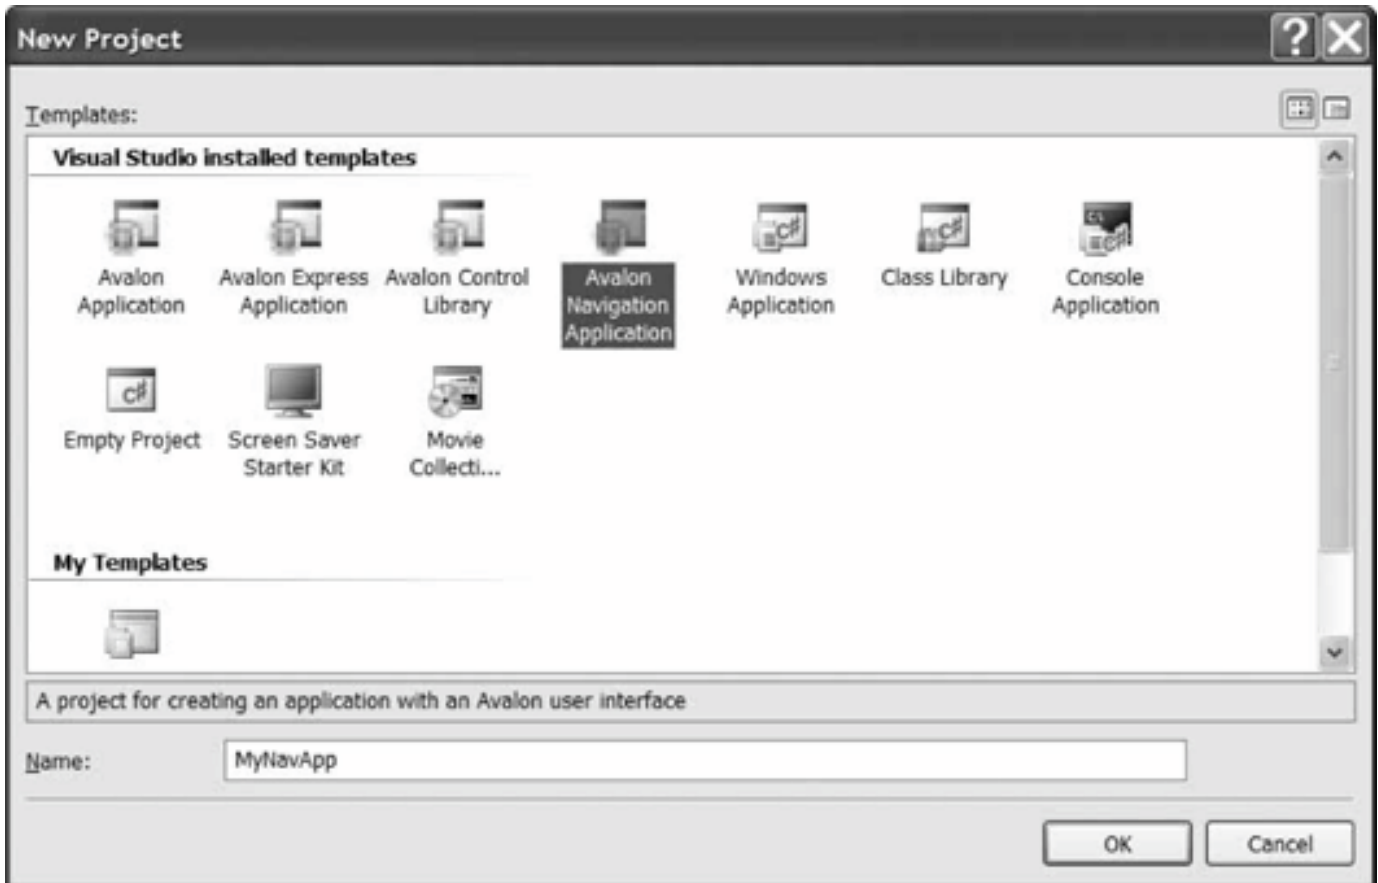 New Project
Templates:
Visual Studio installed templates
Avalon Application
Avalon Express Application
Avalon Control Library
Avalon Navigation Application
Windows Application
Class Library
Console Application
Empty Project
Screen Saver Starter Kit
Movie Collecti...
My Templates
A project for creating an application with an Avalon user interface
Name:
MyNavApp
OK
Cancel